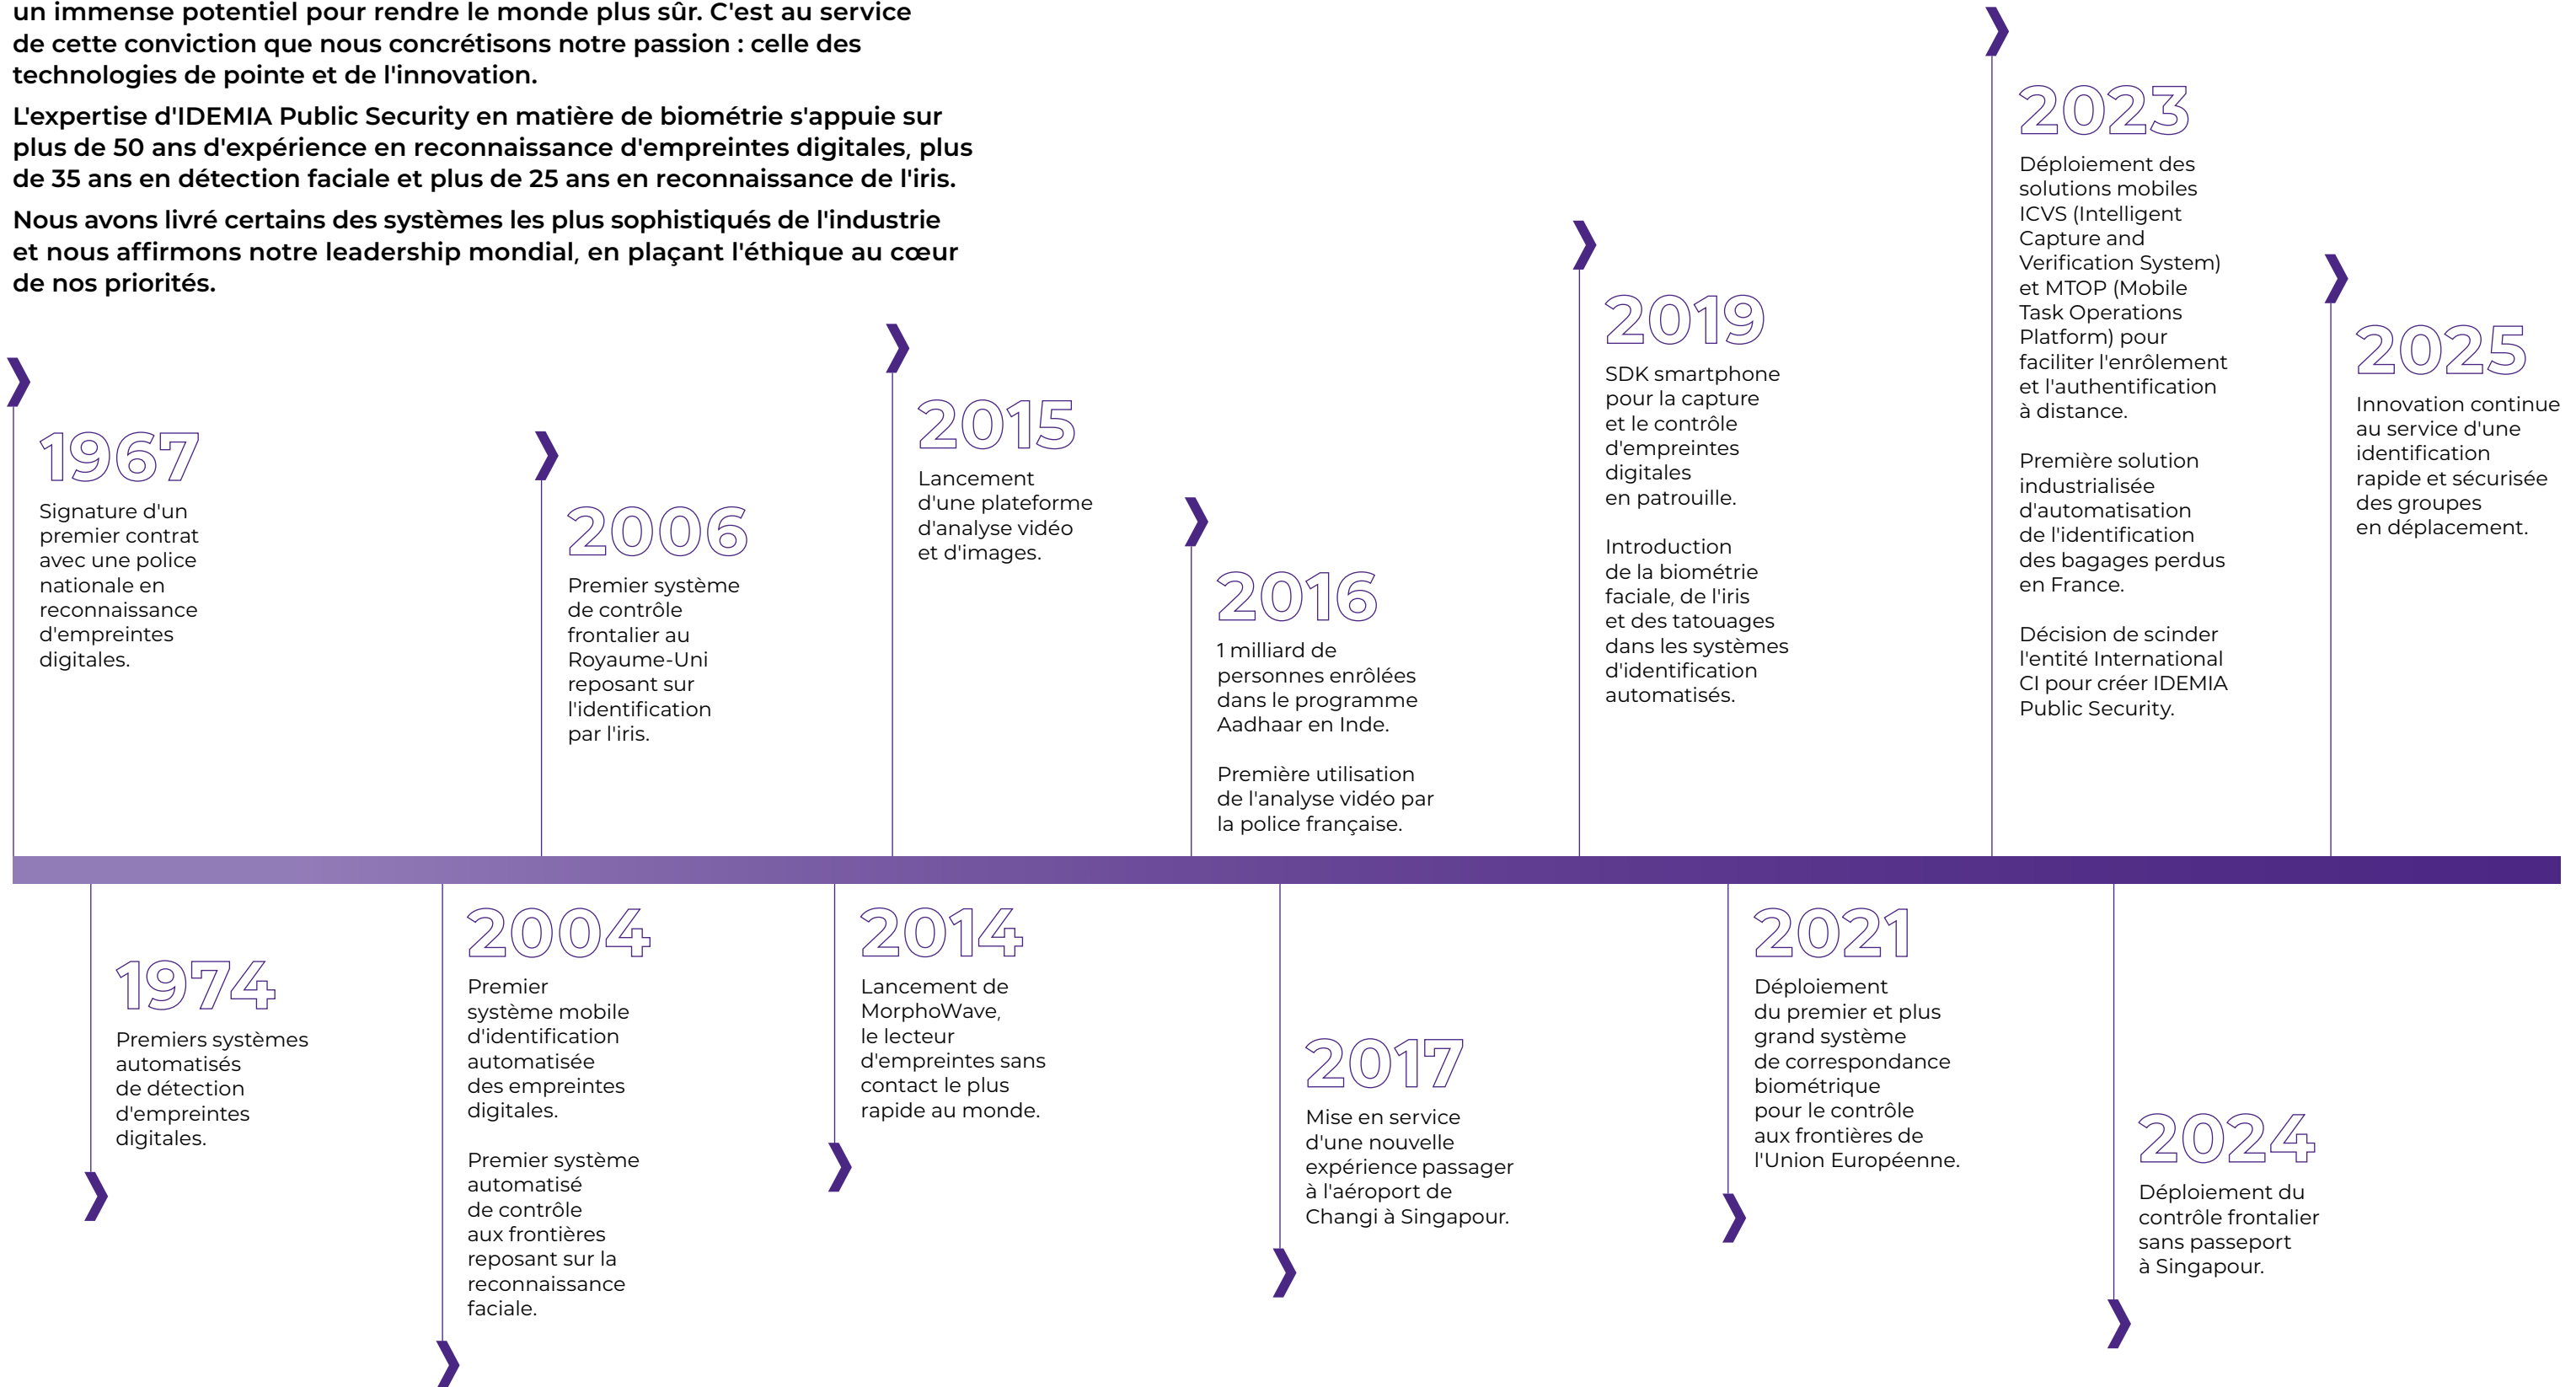 un immense potentiel pour rendre le monde plus sûr. C'est au service
de cette conviction que nous concrétisons notre passion : celle des
technologies de pointe et de l'innovation.
L'expertise d'IDEMIA Public Security en matière de biométrie s'appuie sur
plus de 50 ans d'expérience en reconnaissance d'empreintes digitales, plus
de 35 ans en détection faciale et plus de 25 ans en reconnaissance de l'iris.
Nous avons livré certains des systèmes les plus sophistiqués de l'industrie
et nous affirmons notre leadership mondial, en plaçant l'éthique au cœur
de nos priorités.
1967
Signature d'un
premier contrat
avec une police
nationale en
reconnaissance
d'empreintes
digitales.
1974
Premiers systèmes
automatisés
de détection
d'empreintes
digitales.
2004
Premier
système mobile
d'identification
automatisée
des empreintes
digitales.
Premier système
automatisé
de contrôle
aux frontières
reposant sur la
reconnaissance
faciale.
2006
Premier système
de contrôle
frontalier au
Royaume-Uni
reposant sur
l'identification
par l'iris.
2014
Lancement de
MorphoWave,
le lecteur
d'empreintes sans
contact le plus
rapide au monde.
2015
Lancement
d'une plateforme
d'analyse vidéo
et d'images.
2016
1 milliard de
personnes enrôlées
dans le programme
Aadhaar en Inde.
Première utilisation
de l'analyse vidéo par
la police française.
2017
Mise en service
d'une nouvelle
expérience passager
à l'aéroport de
Changi à Singapour.
2019
SDK smartphone
pour la capture
et le contrôle
d'empreintes
digitales
en patrouille.
Introduction
de la biométrie
faciale, de l'iris
et des tatouages
dans les systèmes
d'identification
automatisés.
2021
Déploiement
du premier et plus
grand système
de correspondance
biométrique
pour le contrôle
aux frontières de
l'Union Européenne.
2023
Déploiement des
solutions mobiles
ICVS (Intelligent
Capture and
Verification System)
et MTOP (Mobile
Task Operations
Platform) pour
faciliter l'enrôlement
et l'authentification
à distance.
Première solution
industrialisée
d'automatisation
de l'identification
des bagages perdus
en France.
Décision de scinder
l'entité International
CI pour créer IDEMIA
Public Security.
2024
Déploiement du
contrôle frontalier
sans passeport
à Singapour.
2025
Innovation continue
au service d'une
identification
rapide et sécurisée
des groupes
en déplacement.